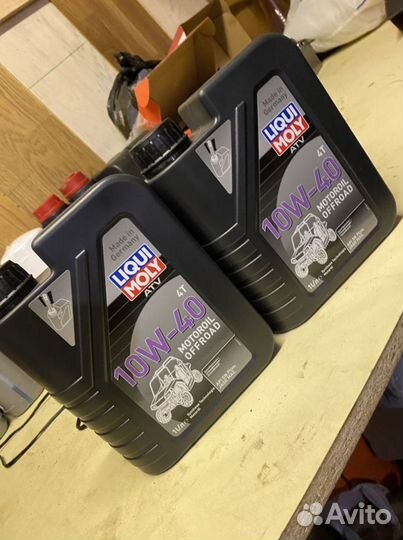 Made in
Germany
LIQUI
MOLY
ATV
4T
10W-40
MOTOROIL
OFFROAD
Made in
Germany
LIQUI
MOLY
ATV
4T
10W-40
MOTOROIL
OFFROAD
Avito